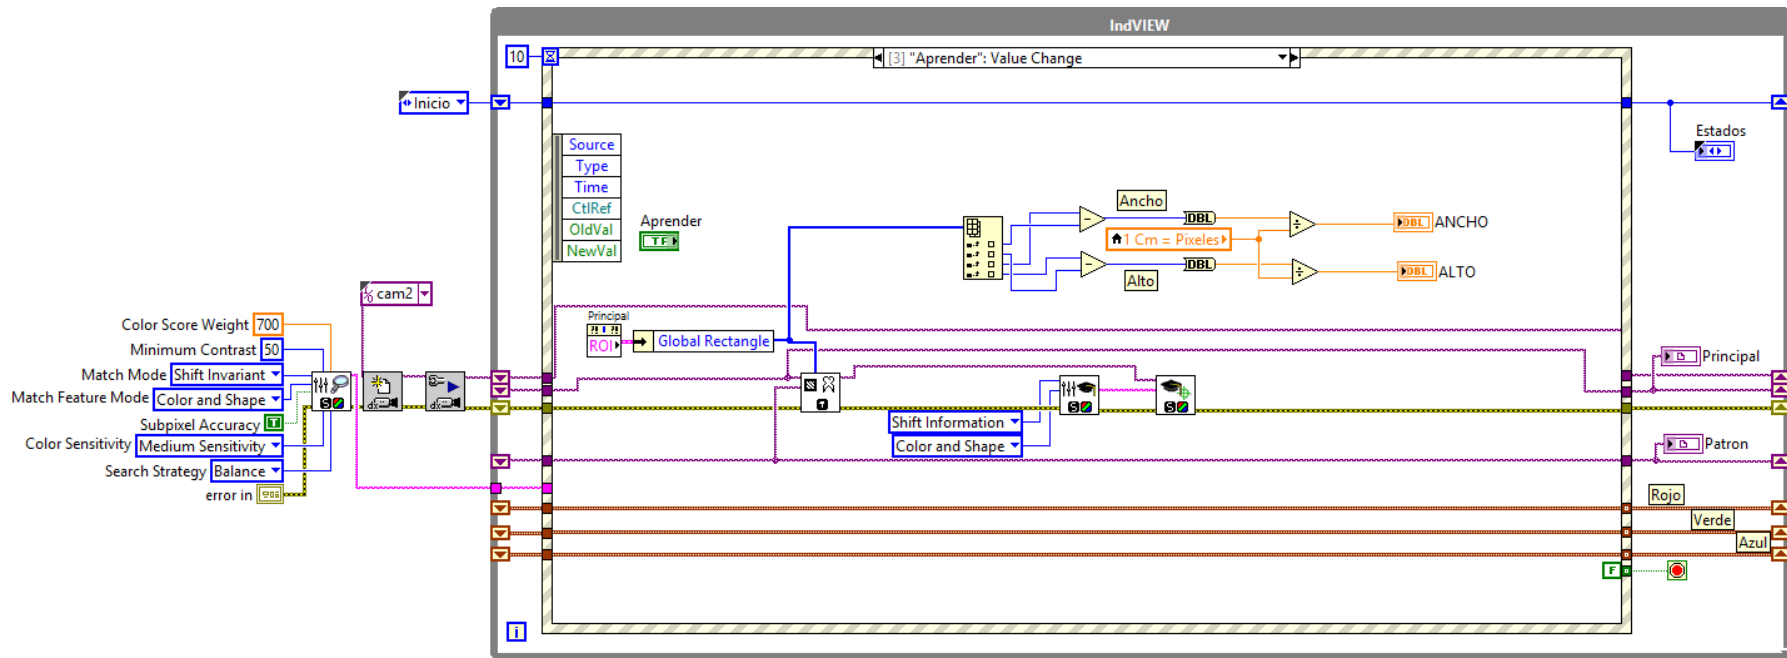 IndVIEW
10
[3] "Aprender": Value Change
Inicio
Estados
Source
Type
Time
CtlRef
OldVal
NewVal
Aprender
TF
Ancho
DBL
1 Cm = Pixeles
DBL
ANCHO
Alto
DBL
DBL
ALTO
cam2
Principal
ROI
Global Rectangle
Color Score Weight 700
Minimum Contrast 50
Match Mode Shift Invariant
Match Feature Mode Color and Shape
Subpixel Accuracy T
Color Sensitivity Medium Sensitivity
Search Strategy Balance
error in
Shift Information
Color and Shape
Principal
Patron
Rojo
Verde
Azul
F
i